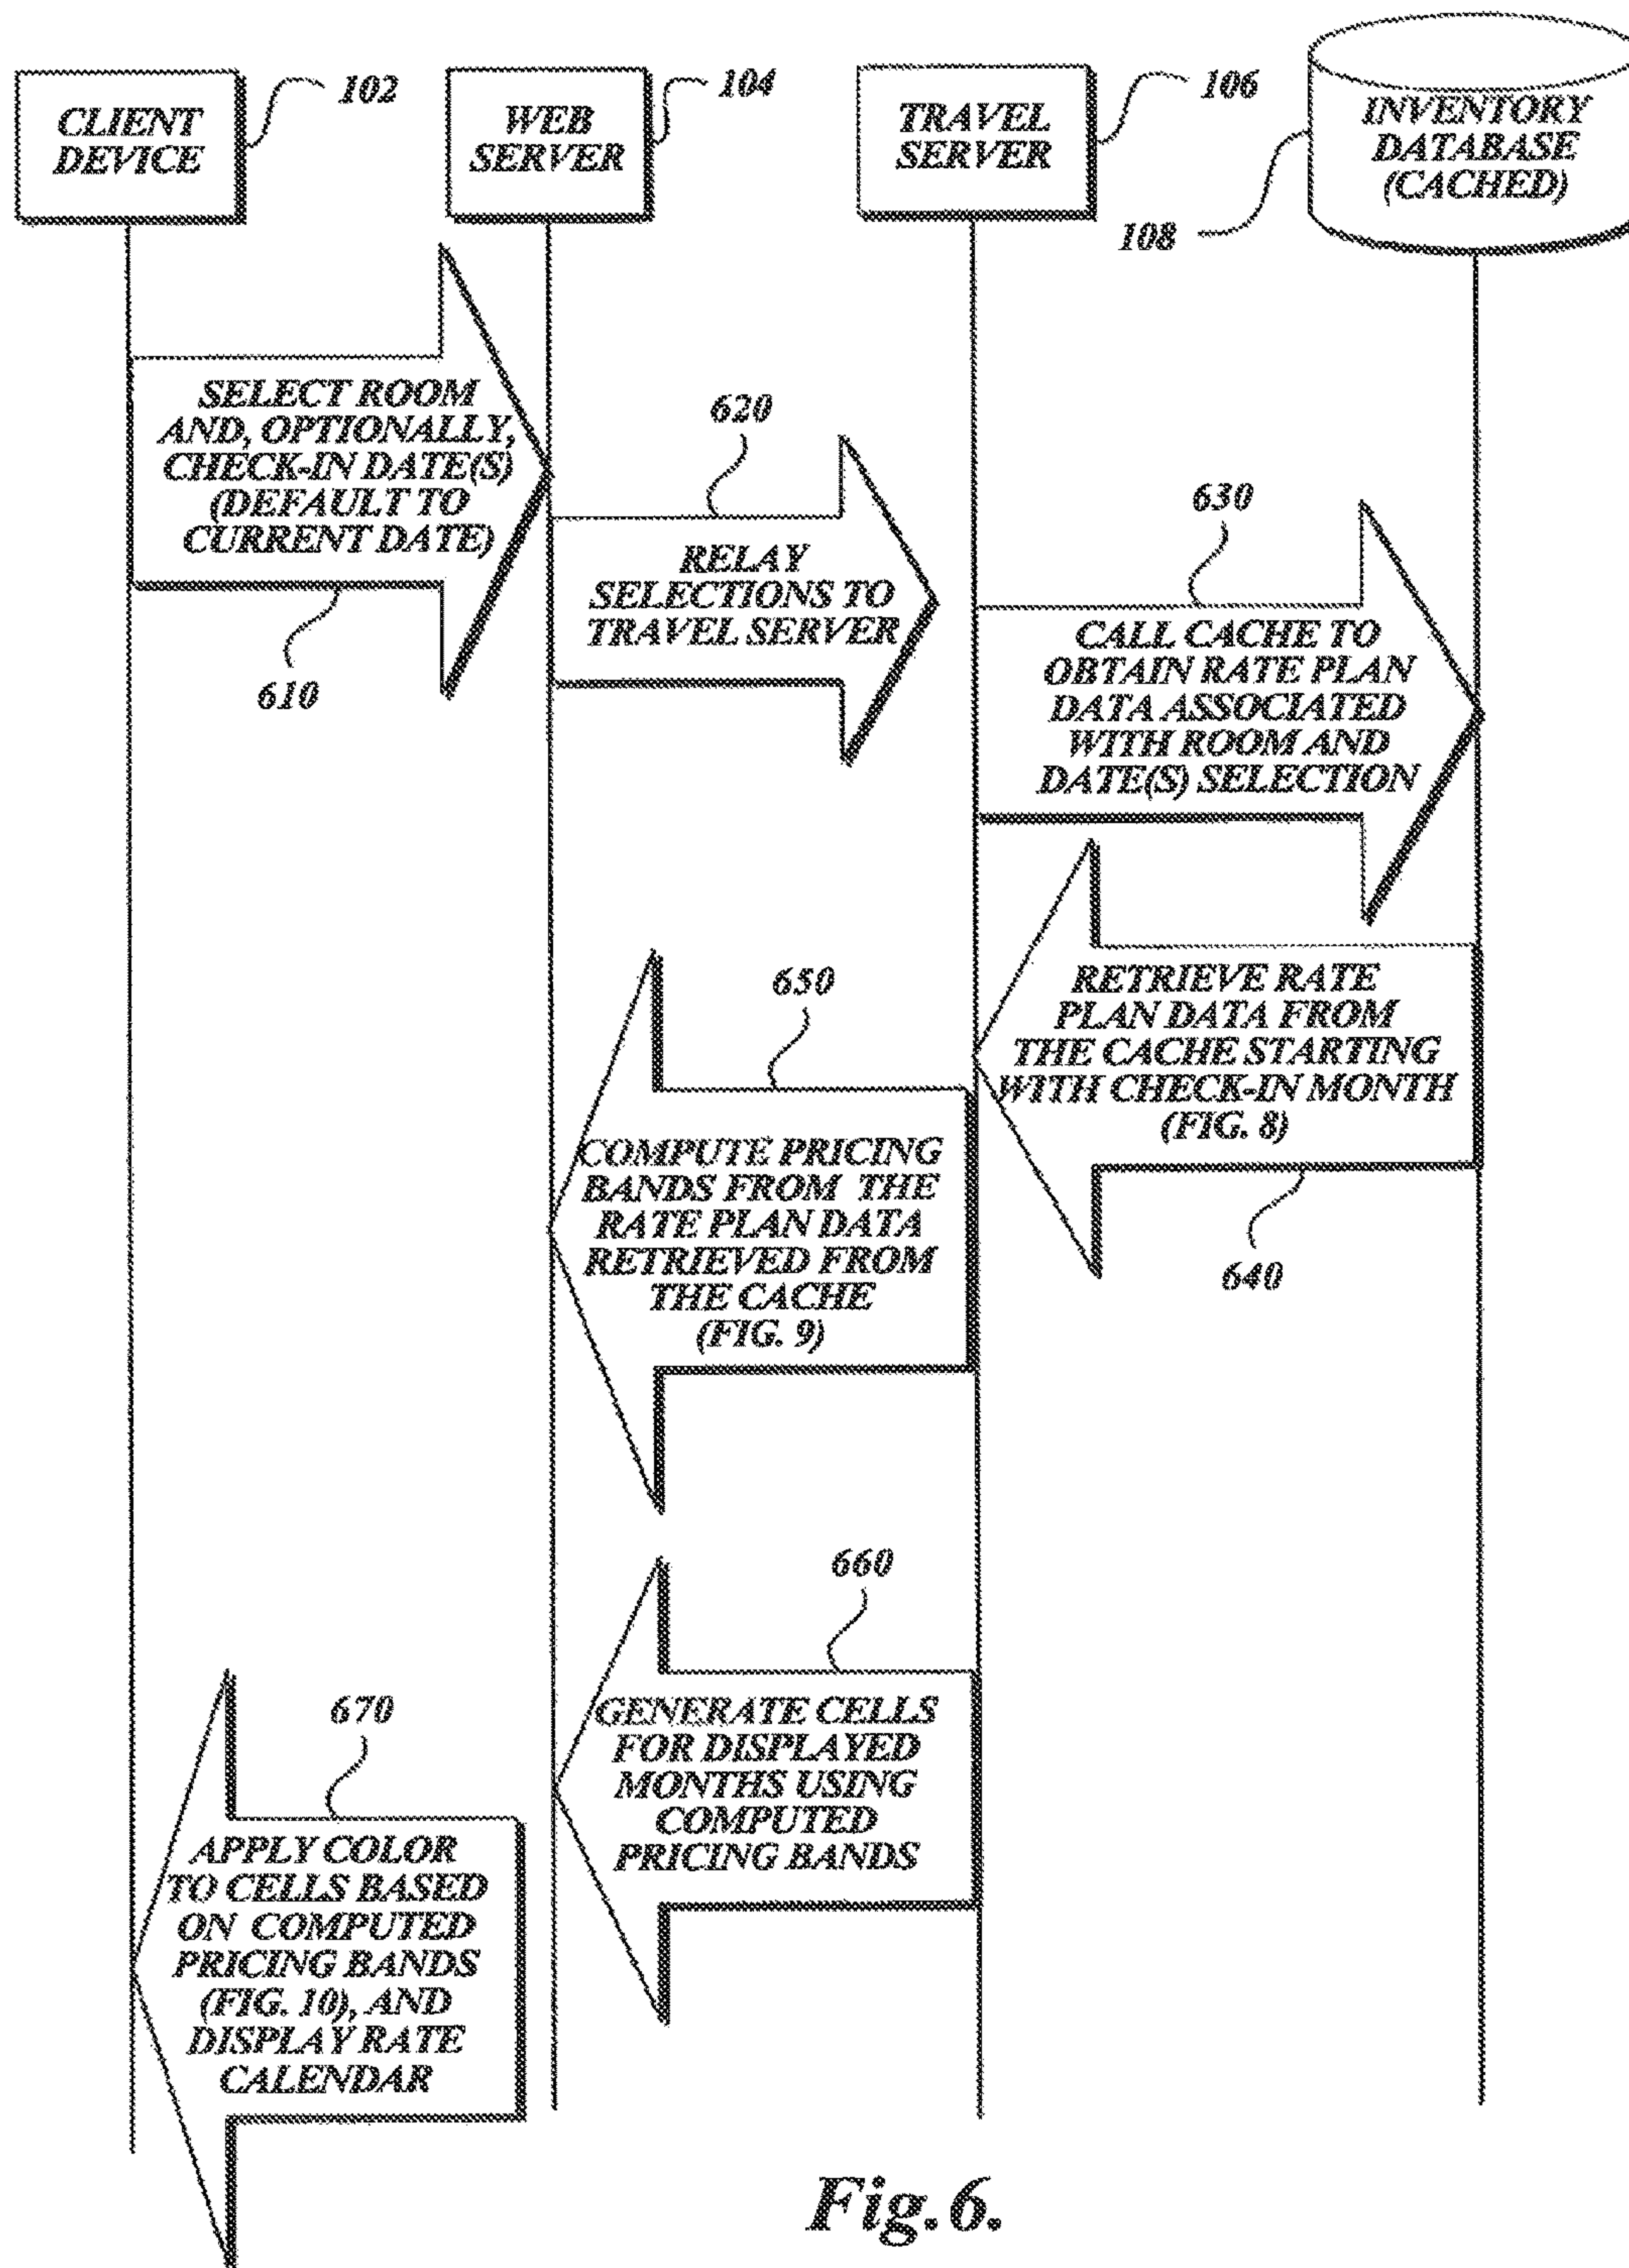 CLIENT
DEVICE
102
WEB
SERVER
104
TRAVEL
SERVER
106
INVENTORY
DATABASE
(CACHED)
108
SELECT ROOM
AND, OPTIONALLY,
CHECK-IN DATE(S)
(DEFAULT TO
CURRENT DATE)
610
620
RELAY
SELECTIONS TO
TRAVEL SERVER
630
CALL CACHE TO
OBTAIN RATE PLAN
DATA ASSOCIATED
WITH ROOM AND
DATE(S) SELECTION
RETRIEVE RATE
PLAN DATA FROM
THE CACHE STARTING
WITH CHECK-IN MONTH
(FIG. 8)
640
650
COMPUTE PRICING
BANDS FROM THE
RATE PLAN DATA
RETRIEVED FROM
THE CACHE
(FIG. 9)
660
GENERATE CELLS
FOR DISPLAYED
MONTHS USING
COMPUTED
PRICING BANDS
670
APPLY COLOR
TO CELLS BASED
ON COMPUTED
PRICING BANDS
(FIG. 10), AND
DISPLAY RATE
CALENDAR
Fig.6.